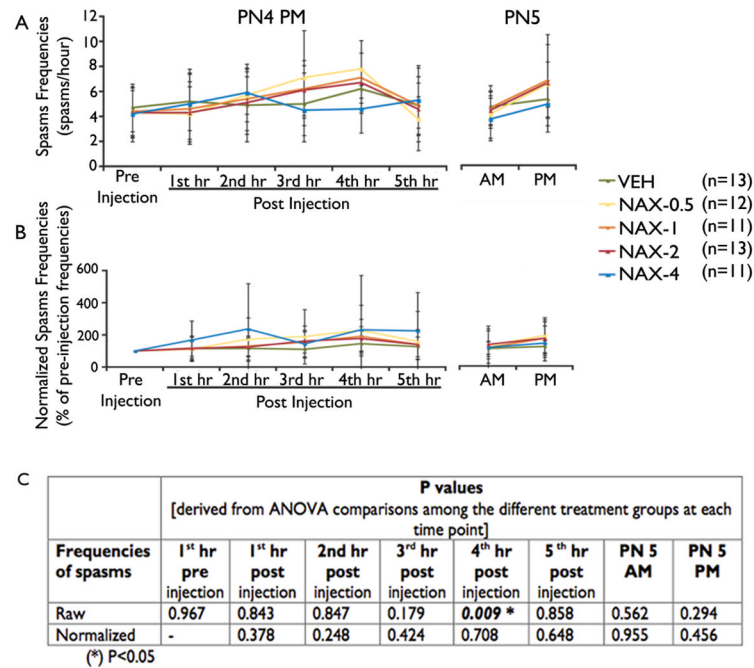 A
PN4 PM
PN5
Spasms Frequencies
(spasms/hour)
12
10
8
6
4
2
0
Pre
Injection
1st hr
2nd hr
3rd hr
4th hr
5th hr
Post Injection
AM
PM
VEH (n=13)
NAX-0.5 (n=12)
NAX-1 (n=11)
NAX-2 (n=13)
NAX-4 (n=11)
B
Normalized Spasms Frequencies
(% of pre-injection frequencies)
600
400
200
0
Pre
Injection
1st hr
2nd hr
3rd hr
4th hr
5th hr
Post Injection
AM
PM
C
P values
[derived from ANOVA comparisons among the different treatment groups at each
time point]
Frequencies of spasms | 1st hr pre injection | 1st hr post injection | 2nd hr post injection | 3rd hr post injection | 4th hr post injection | 5th hr post injection | PN 5 AM | PN 5 PM
Raw | 0.967 | 0.843 | 0.847 | 0.179 | 0.009 * | 0.858 | 0.562 | 0.294
Normalized | - | 0.378 | 0.248 | 0.424 | 0.708 | 0.648 | 0.955 | 0.456
(*) P<0.05